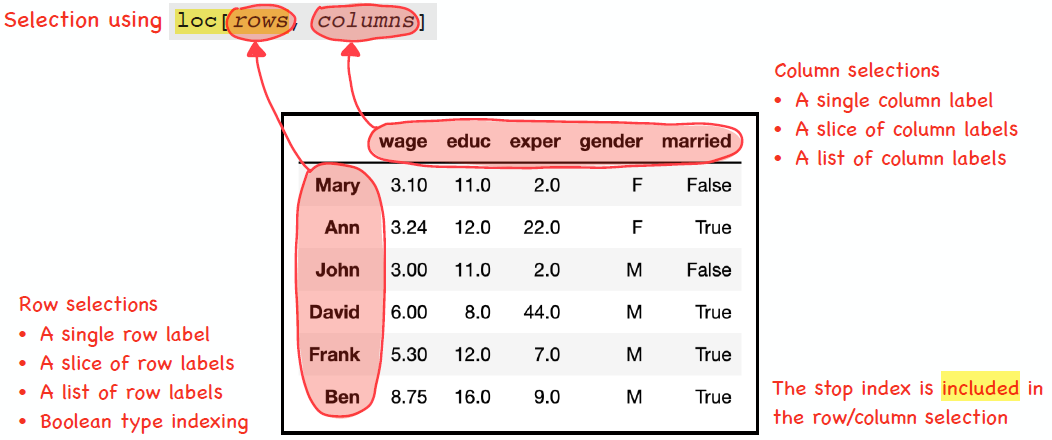 Selection using loc[rows, columns]
Column selections
• A single column label
• A slice of column labels
• A list of column labels
wage educ exper gender married
Mary 3.10 11.0 2.0 F False
Ann 3.24 12.0 22.0 F True
John 3.00 11.0 2.0 M False
David 6.00 8.0 44.0 M True
Frank 5.30 12.0 7.0 M True
Ben 8.75 16.0 9.0 M True
Row selections
• A single row label
• A slice of row labels
• A list of row labels
• Boolean type indexing
The stop index is included in
the row/column selection